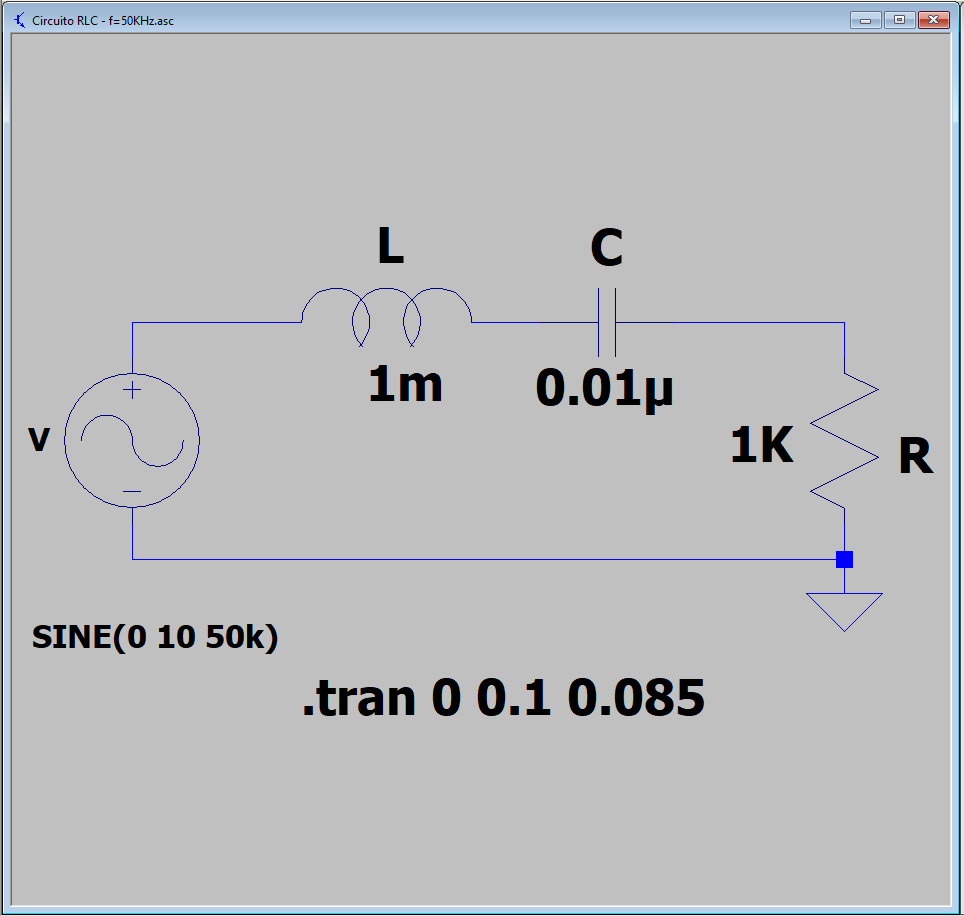 Circuito RLC - f=50KHz.asc
L
C
1m
0.01µ
V
1K
R
SINE(0 10 50k)
.tran 0 0.1 0.085